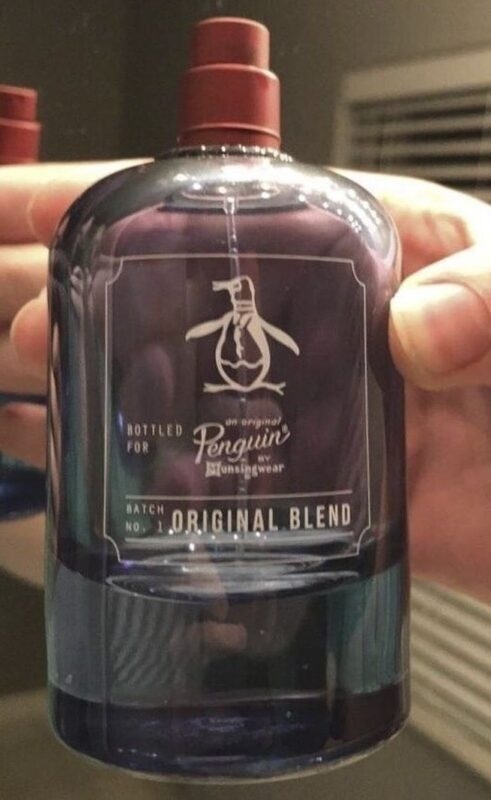 BOTTLED
FOR
an original
Penguin®
BY
Munsingwear
BATCH
NO. 1
ORIGINAL BLEND